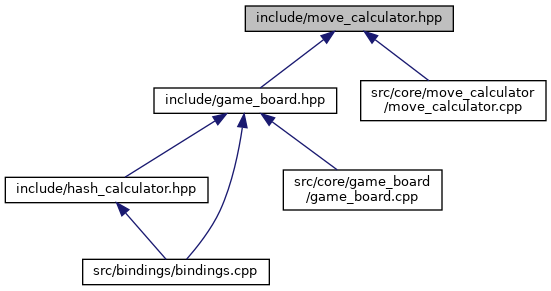 include/move_calculator.hpp
include/game_board.hpp
src/core/move_calculator
/move_calculator.cpp
include/hash_calculator.hpp
src/core/game_board
/game_board.cpp
src/bindings/bindings.cpp